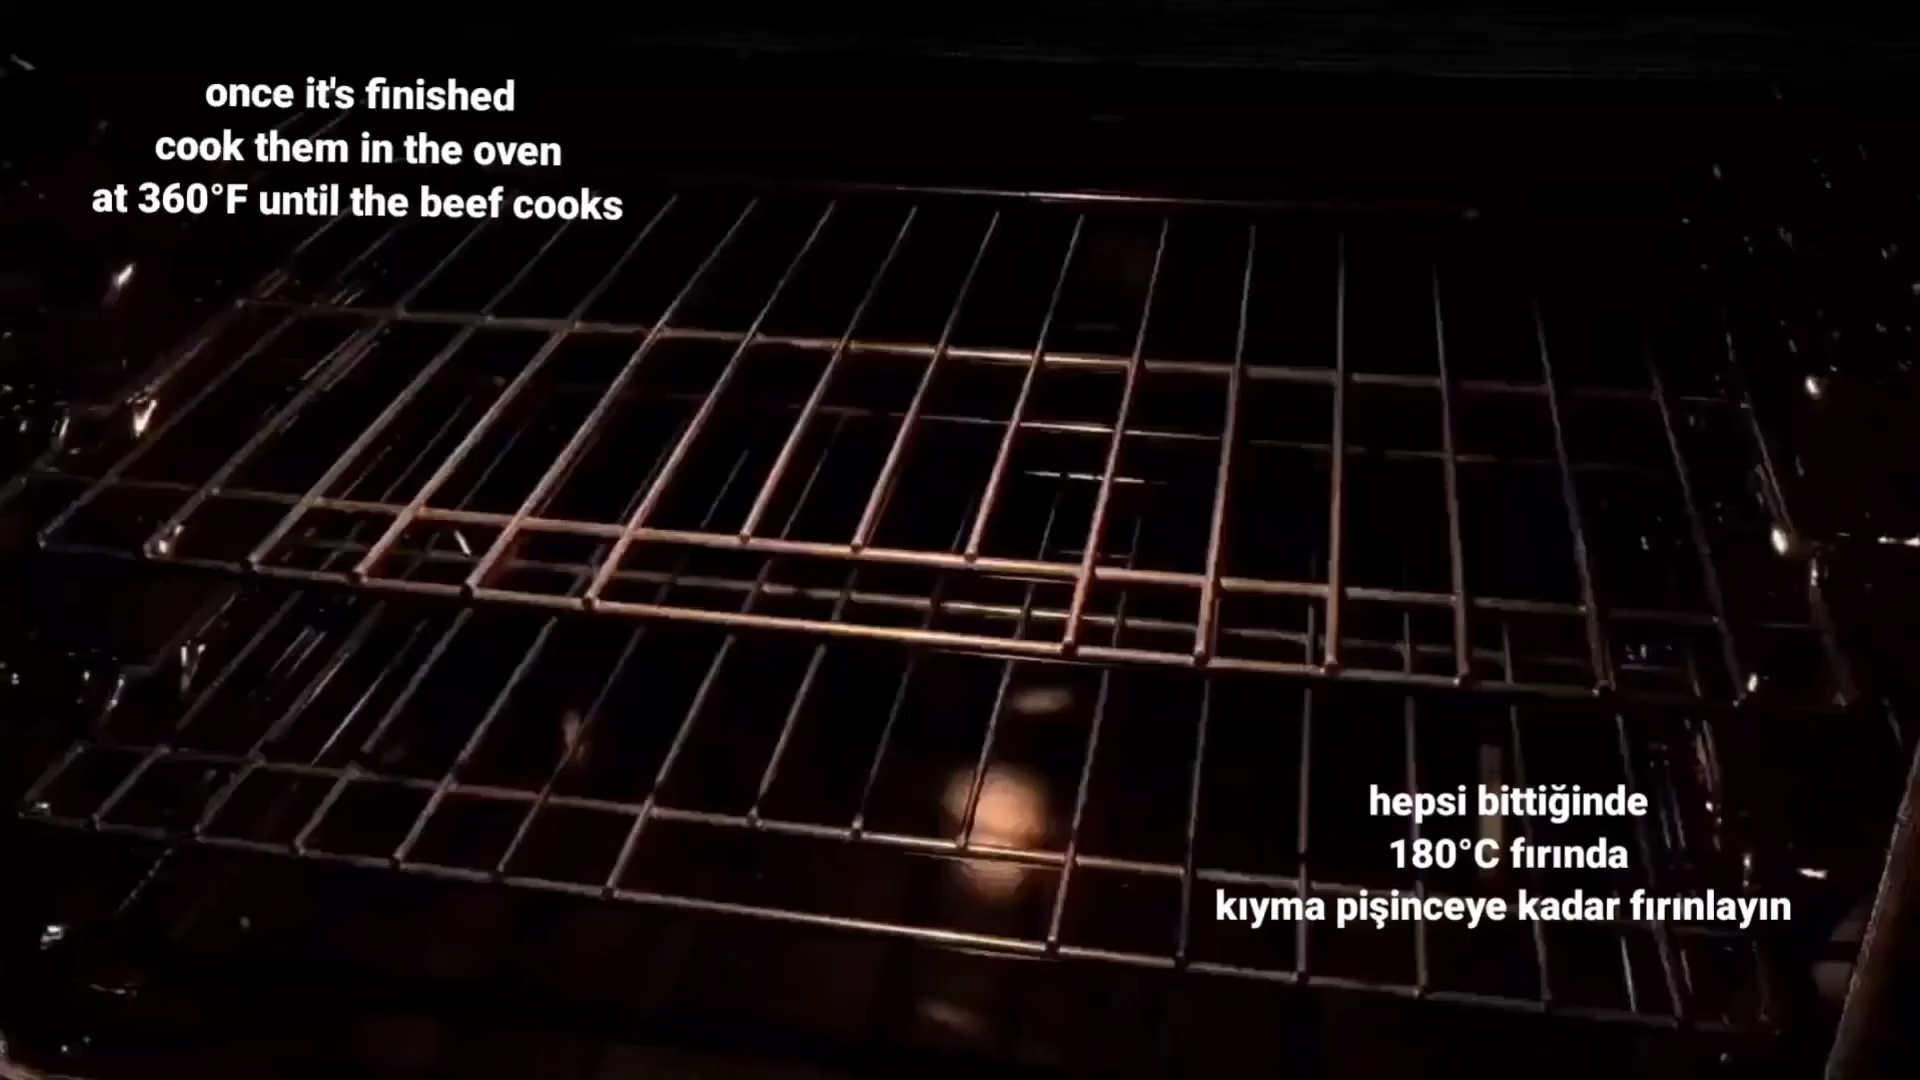 once it's finished
cook them in the oven
at 360°F until the beef cooks
hepsi bittiğinde
180°C fırında
kıyma pişinceye kadar fırınlayın